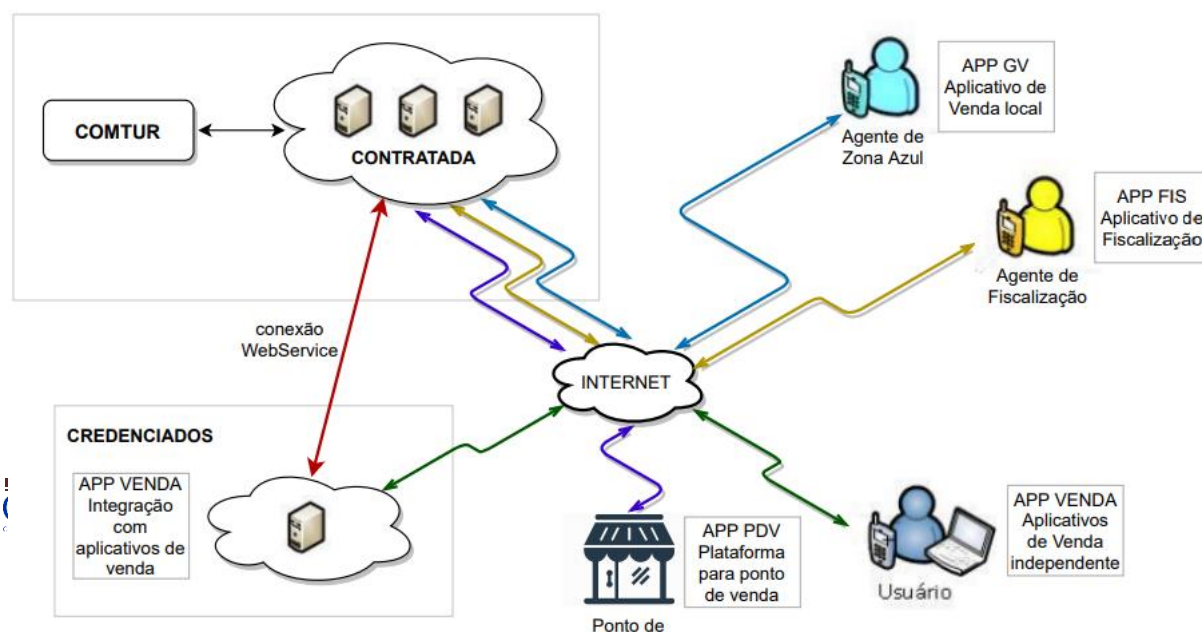 COMTUR
CONTRATADA
APP GV
Aplicativo de
Venda local
Agente de
Zona Azul
APP FIS
Aplicativo de
Fiscalização
Agente de
Fiscalização
conexão
WebService
INTERNET
CREDENCIADOS
APP VENDA
Integração
com
aplicativos de
venda
APP PDV
Plataforma
para ponto
de venda
Ponto de
APP VENDA
Aplicativos
de Venda
independente
Usuário